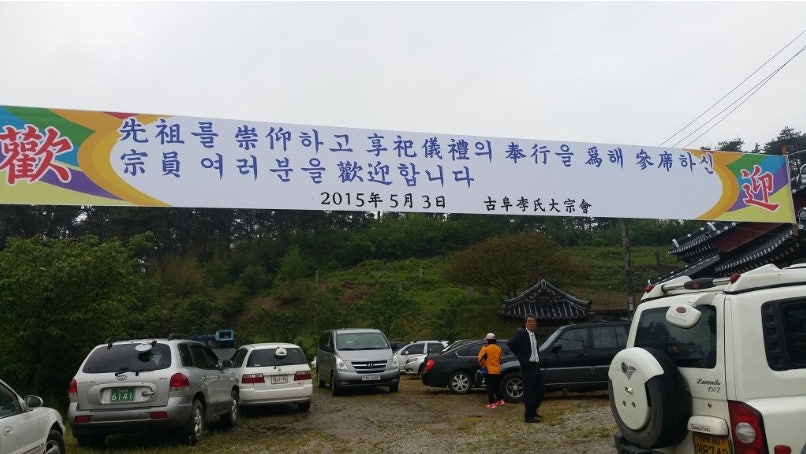 歡 迎
先祖를 崇仰하고 享祀儀禮의 奉行을 爲해 參席하신
宗員 여러분을 歡迎합니다
2015年 5月 3日 古阜李氏大宗會
6141